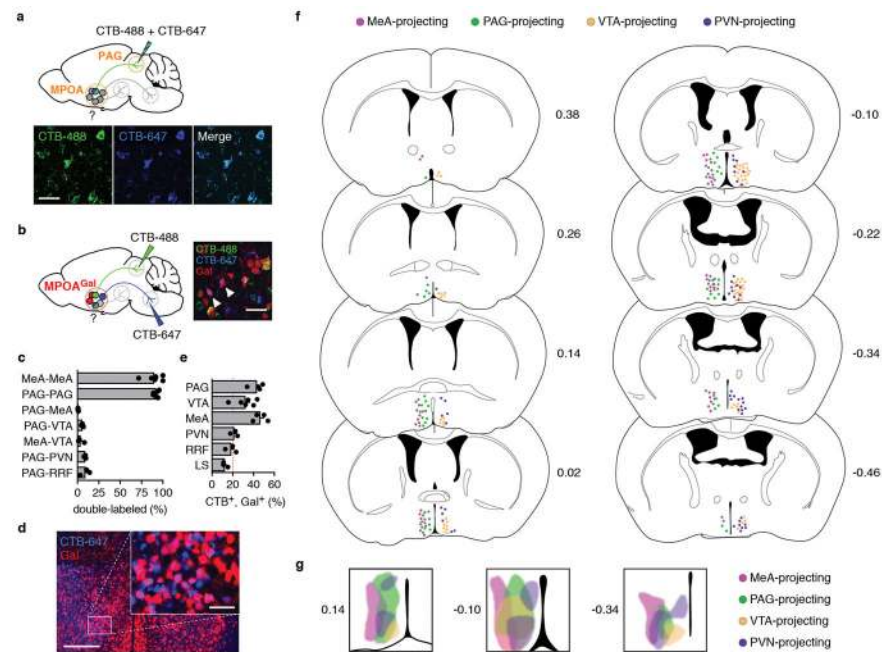 a
CTB-488 + CTB-647
PAG
MPOA
?
CTB-488
CTB-647
Merge
b
CTB-488
MPOAGal
?
CTB-647
CTB-488
CTB-647
Gal
c
MeA-MeA
PAG-PAG
PAG-MeA
PAG-VTA
MeA-VTA
PAG-PVN
PAG-RRF
0 25 50 75 100
double-labeled (%)
e
PAG
VTA
MeA
PVN
RRF
LS
0 20 40 60
CTB+, Gal+ (%)
d
CTB-647
Gal
f
MeA-projecting PAG-projecting VTA-projecting PVN-projecting
0.38
0.26
0.14
0.02
-0.10
-0.22
-0.34
-0.46
g
0.14
-0.10
-0.34
MeA-projecting
PAG-projecting
VTA-projecting
PVN-projecting